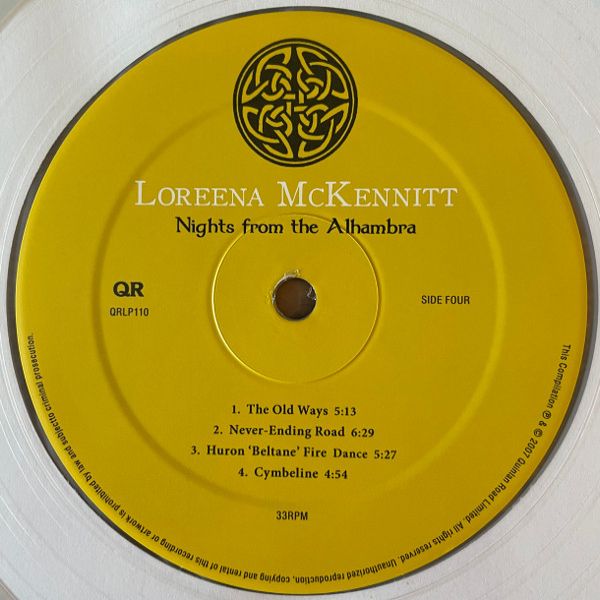 LOREENA MCKENNITT
Nights from the Alhambra
QR
QRLP110
SIDE FOUR
1. The Old Ways 5:13
2. Never-Ending Road 6:29
3. Huron ‘Beltane’ Fire Dance 5:27
4. Cymbeline 4:54
33RPM
This Compilation ℗ & © 2007 Quinlan Road Limited. All rights reserved. Unauthorized reproduction, copying and rental of this recording or artwork is prohibited by law and subject to criminal prosecution.